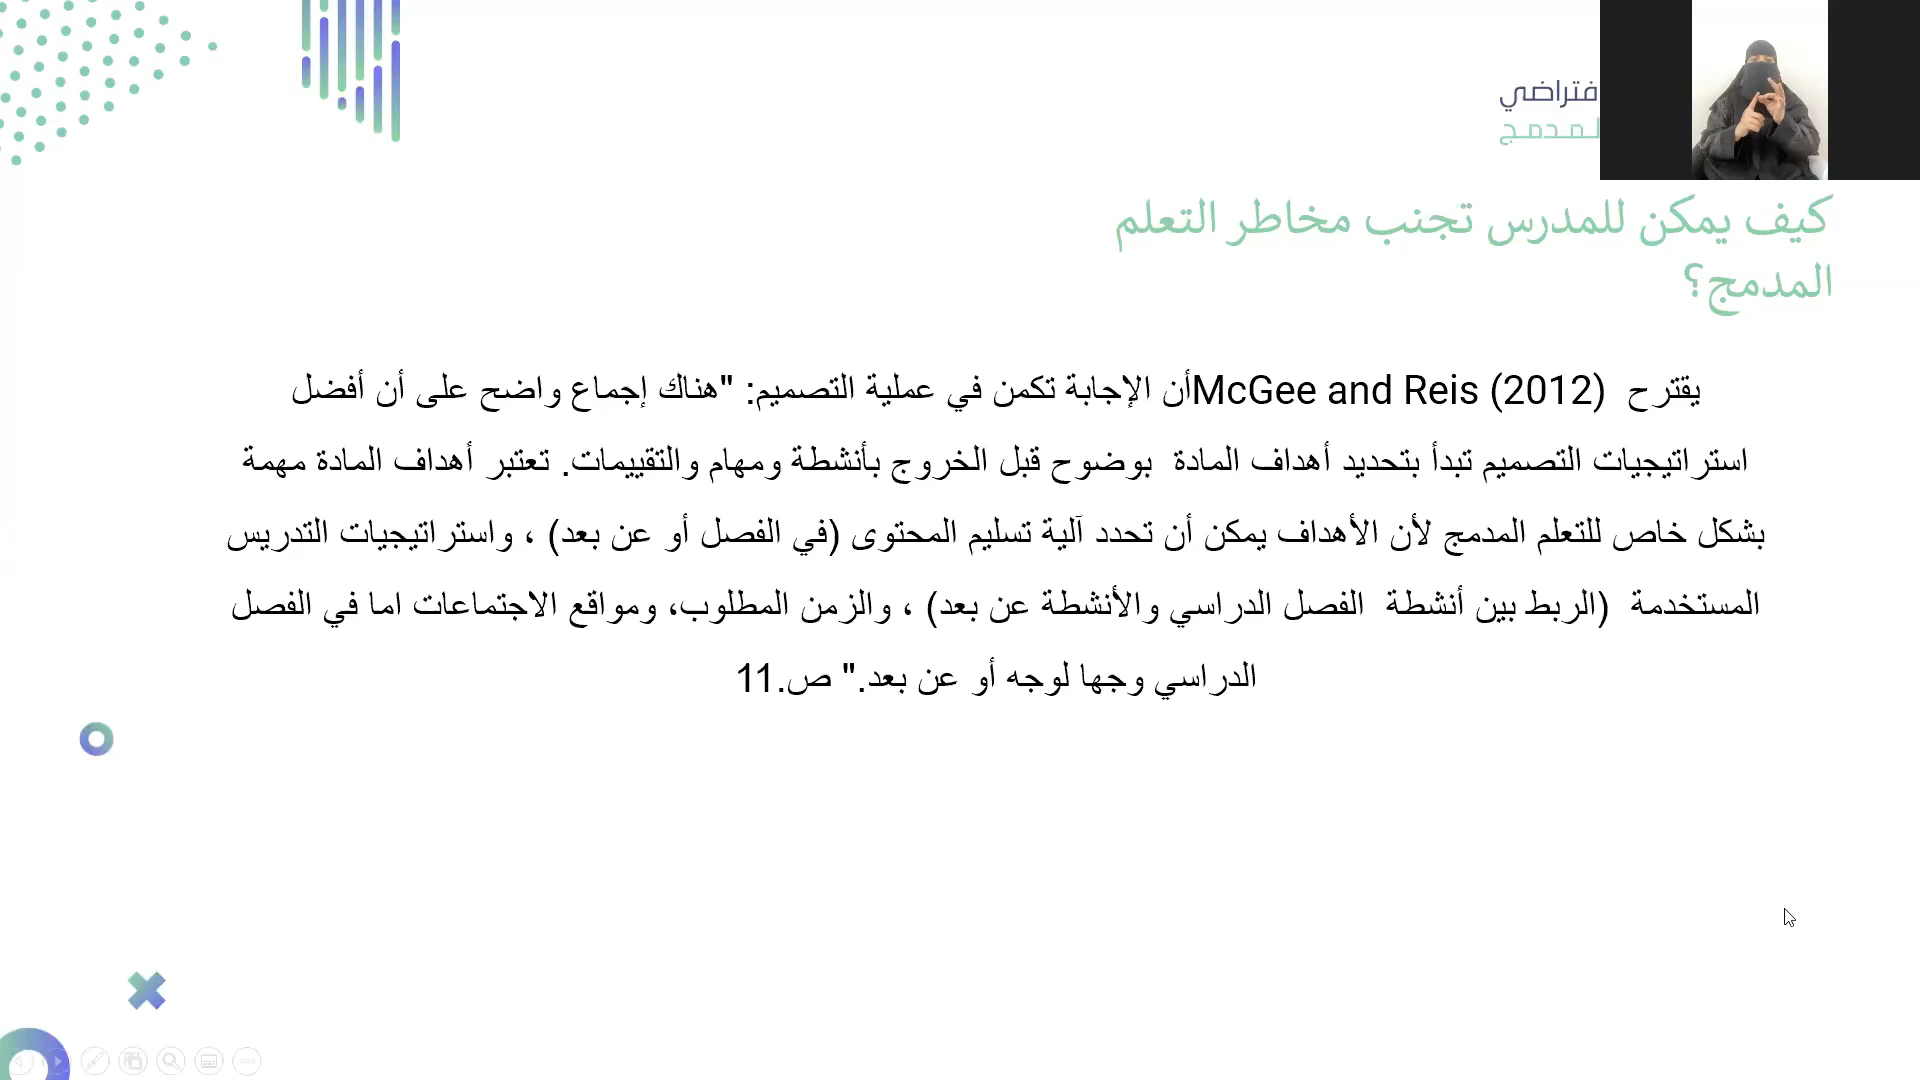 فتراضي
لمدمج
كيف يمكن للمدرس تجنب مخاطر التعلم
المدمج؟
يقترح McGee and Reis (2012) أن الإجابة تكمن في عملية التصميم: "هناك إجماع واضح على أن أفضل
استراتيجيات التصميم تبدأ بتحديد أهداف المادة بوضوح قبل الخروج بأنشطة ومهام والتقييمات. تعتبر أهداف المادة مهمة
بشكل خاص للتعلم المدمج لأن الأهداف يمكن أن تحدد آلية تسليم المحتوى (في الفصل أو عن بعد) ، واستراتيجيات التدريس
المستخدمة (الربط بين أنشطة الفصل الدراسي والأنشطة عن بعد) ، والزمن المطلوب، ومواقع الاجتماعات اما في الفصل
الدراسي وجها لوجه أو عن بعد." ص.11